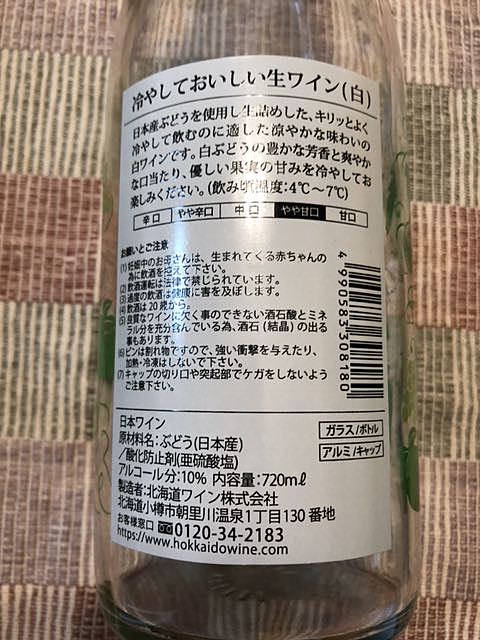 冷やしておいしい生ワイン(白)
日本産ぶどうを使用し生詰めした、キリッとよく
冷やして飲むのに適した涼やかな味わいの
白ワインです。白ぶどうの豊かな芳香と爽やか
な口当たり、優しい果実の甘みを冷やしてお
楽しみください。(飲み頃温度:4℃～7℃)
辛口 やや辛口 中口 やや甘口 甘口
お願いとご注意
(1)妊娠中のお母さんは、生まれてくる赤ちゃんの
為に飲酒を控えて下さい。
(2)飲酒運転は法律で禁じられています。
(3)過度の飲酒は健康に害を及ぼします。
(4)飲酒は20歳から。
(5)良質なワインに欠く事のできない酒石酸とミネ
ラル分を充分含んでいる為、酒石(結晶)の出る
事もあります。
(6)ビンは割れ物ですので、強い衝撃を与えたり、
加熱・冷凍はしないで下さい。
(7)キャップの切り口や突起部でケガをしないよう
ご注意下さい。
4990583308180
日本ワイン
原材料名:ぶどう(日本産)
/酸化防止剤(亜硫酸塩)
アルコール分:10% 内容量:720mℓ
製造者:北海道ワイン株式会社
北海道小樽市朝里川温泉1丁目130番地
お客様窓口 0120-34-2183
https://www.hokkaidowine.com
ガラス/ボトル
アルミ/キャップ